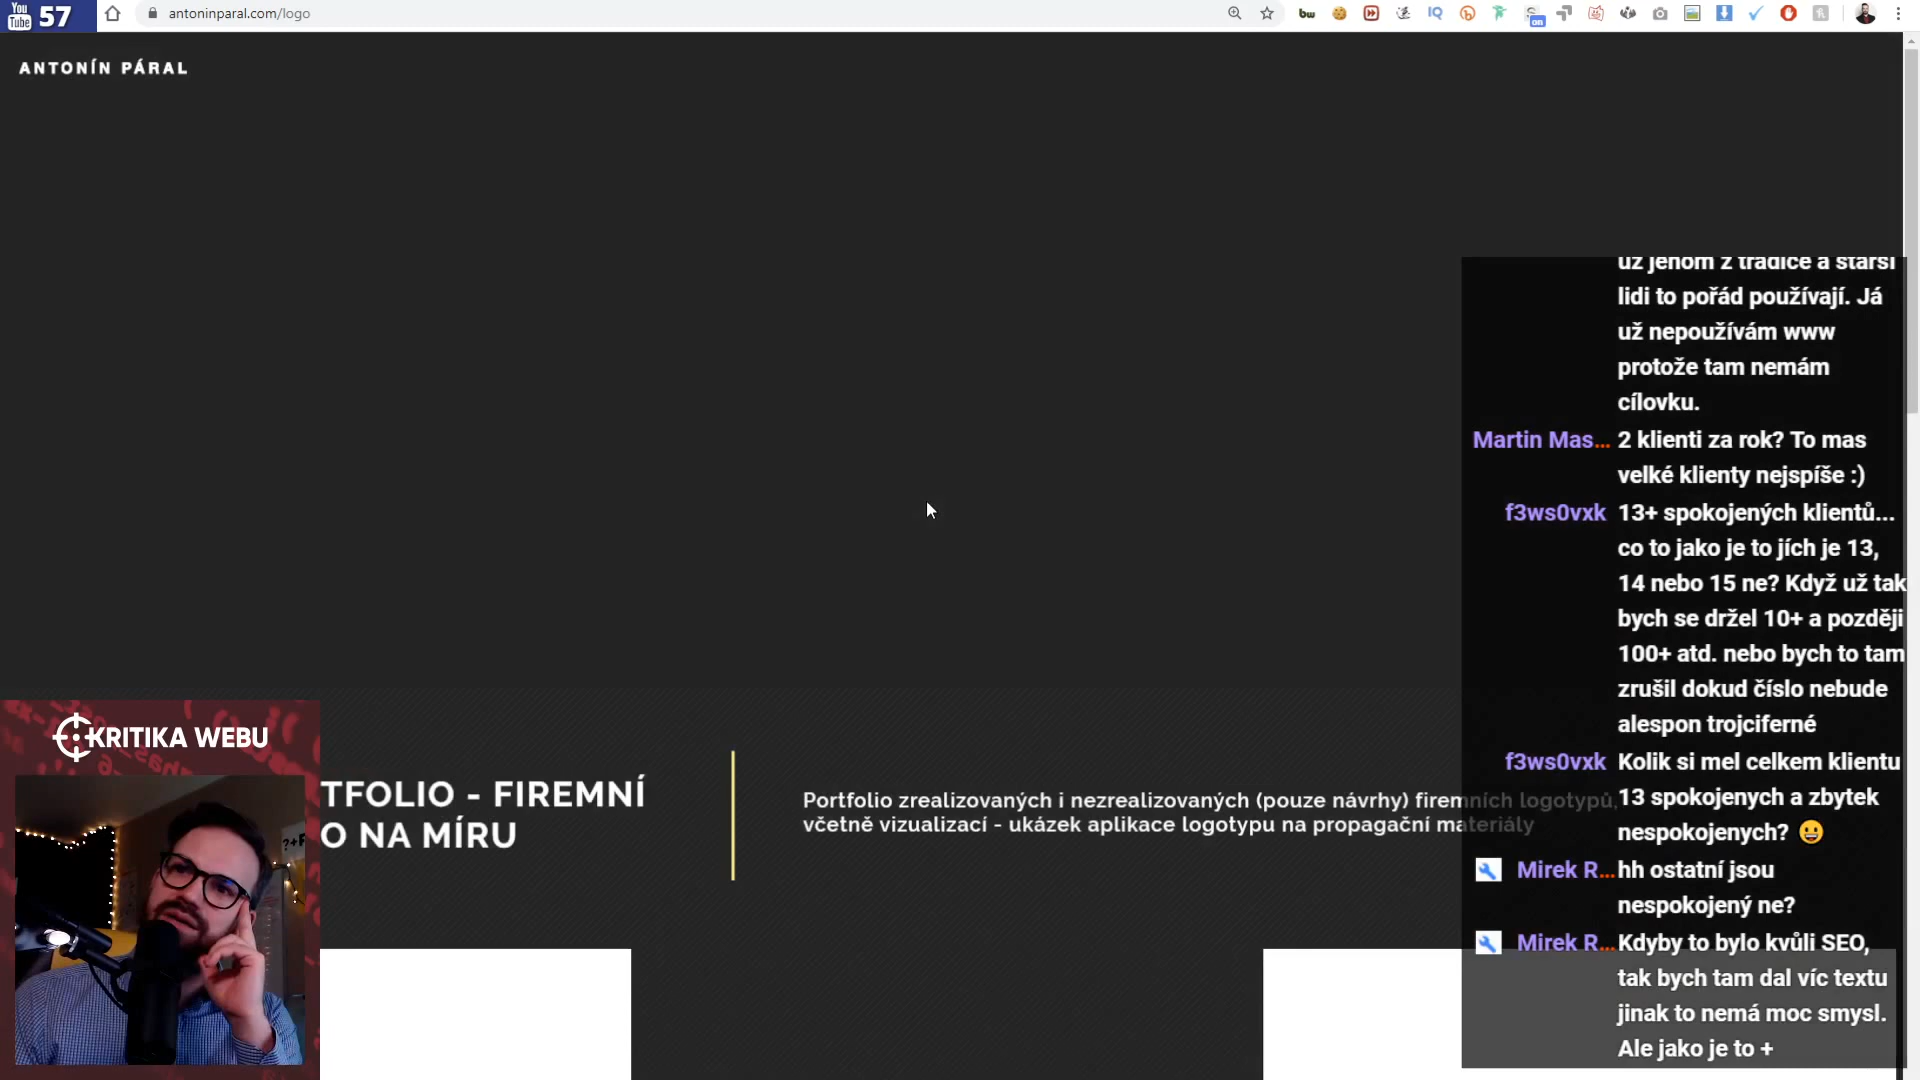 You
Tube 57
antoninparal.com/logo
ANTONÍN PÁRAL
už jenom z tradice a starší
lidi to pořád používají. Já
už nepoužívám www
protože tam nemám
cílovku.
Martin Mas... 2 klienti za rok? To mas
velké klienty nejspíše :)
f3ws0vxk 13+ spokojených klientů...
co to jako je to jích je 13,
14 nebo 15 ne? Když už tak
bych se držel 10+ a později
100+ atd. nebo bych to tam
zrušil dokud číslo nebude
alespon trojciferné
f3ws0vxk Kolik si mel celkem klientu
13 spokojenych a zbytek
nespokojenych? 😀
Mirek R... hh ostatní jsou
nespokojený ne?
Mirek R... Kdyby to bylo kvůli SEO,
tak bych tam dal víc textu
jinak to nemá moc smysl.
Ale jako je to +
KRITIKA WEBU
TFOLIO - FIREMNÍ
O NA MÍRU
Portfolio zrealizovaných i nezrealizovaných (pouze návrhy) firemních logotypů,
včetně vizualizací - ukázek aplikace logotypu na propagační materiály